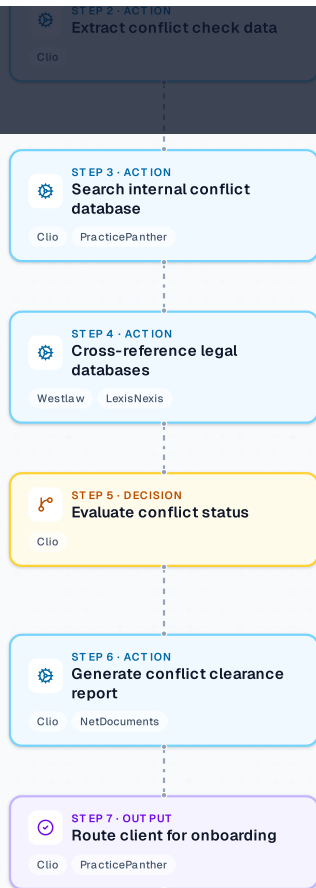 STEP 2 · ACTION
Extract conflict check data
Clio
STEP 3 · ACTION
Search internal conflict
database
Clio PracticePanther
STEP 4 · ACTION
Cross-reference legal
databases
Westlaw LexisNexis
STEP 5 · DECISION
Evaluate conflict status
Clio
STEP 6 · ACTION
Generate conflict clearance
report
Clio NetDocuments
STEP 7 · OUTPUT
Route client for onboarding
Clio PracticePanther